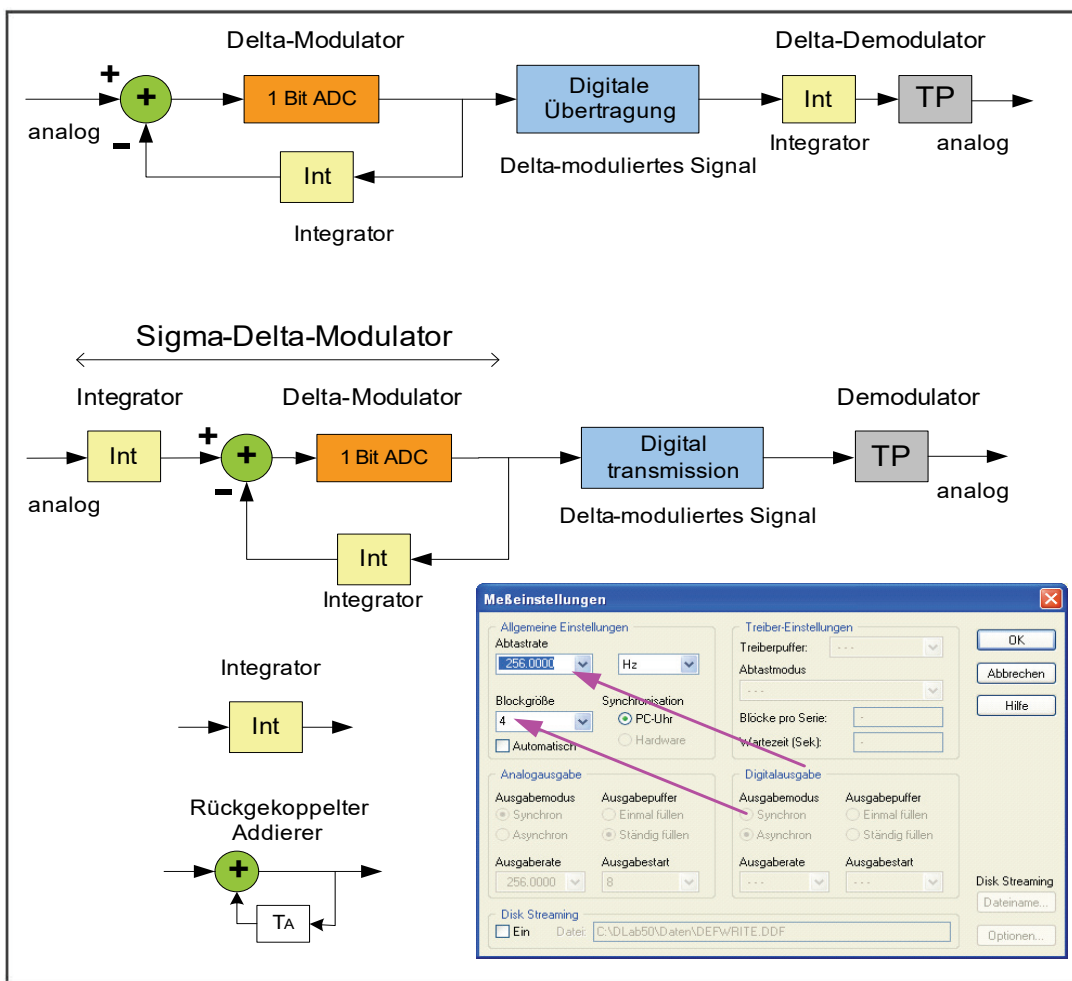 Delta-Modulator
Delta-Demodulator
+
+
1 Bit ADC
Digitale
Übertragung
Int
TP
analog
−
Integrator
analog
Int
Delta-moduliertes Signal
Integrator
Sigma-Delta-Modulator
Integrator
Delta-Modulator
Demodulator
+
Int
+
1 Bit ADC
Digital
transmission
TP
−
analog
analog
Delta-moduliertes Signal
Int
Integrator
Integrator
Int
Rückgekoppelter
Addierer
+
TA
Meßeinstellungen
Allgemeine Einstellungen
Abtastrate
256.0000
Hz
Blockgröße
Synchronisation
4
PC-Uhr
Automatisch
Hardware
Treiber-Einstellungen
Treiberpuffer:
- - -
Abtastmodus
- - -
Blöcke pro Serie:
-
Wartezeit (Sek):
-
OK
Abbrechen
Hilfe
Analogausgabe
Ausgabemodus
Ausgabepuffer
Synchron
Einmal füllen
Asynchron
Ständig füllen
Ausgaberate
Ausgabestart
256.0000
8
Digitalausgabe
Ausgabemodus
Ausgabepuffer
Synchron
Einmal füllen
Asynchron
Ständig füllen
Ausgaberate
Ausgabestart
- - -
- - -
Disk Streaming
Dateiname...
Optionen...
Disk Streaming
Ein
Datei:
C:\DLab50\Daten\DEFWRITE.DDF